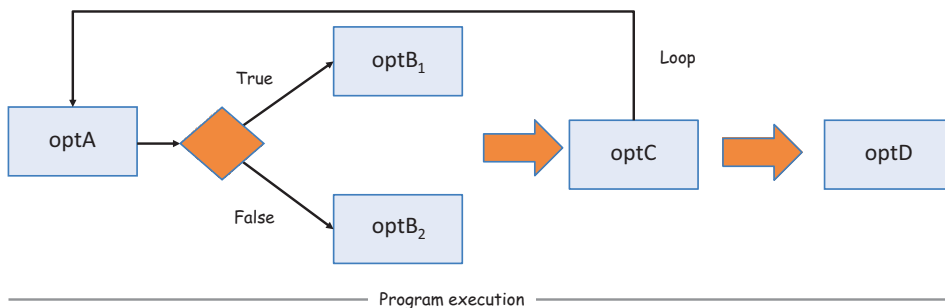 Loop
True
optB₁
optA
optC
optD
False
optB₂
Program execution